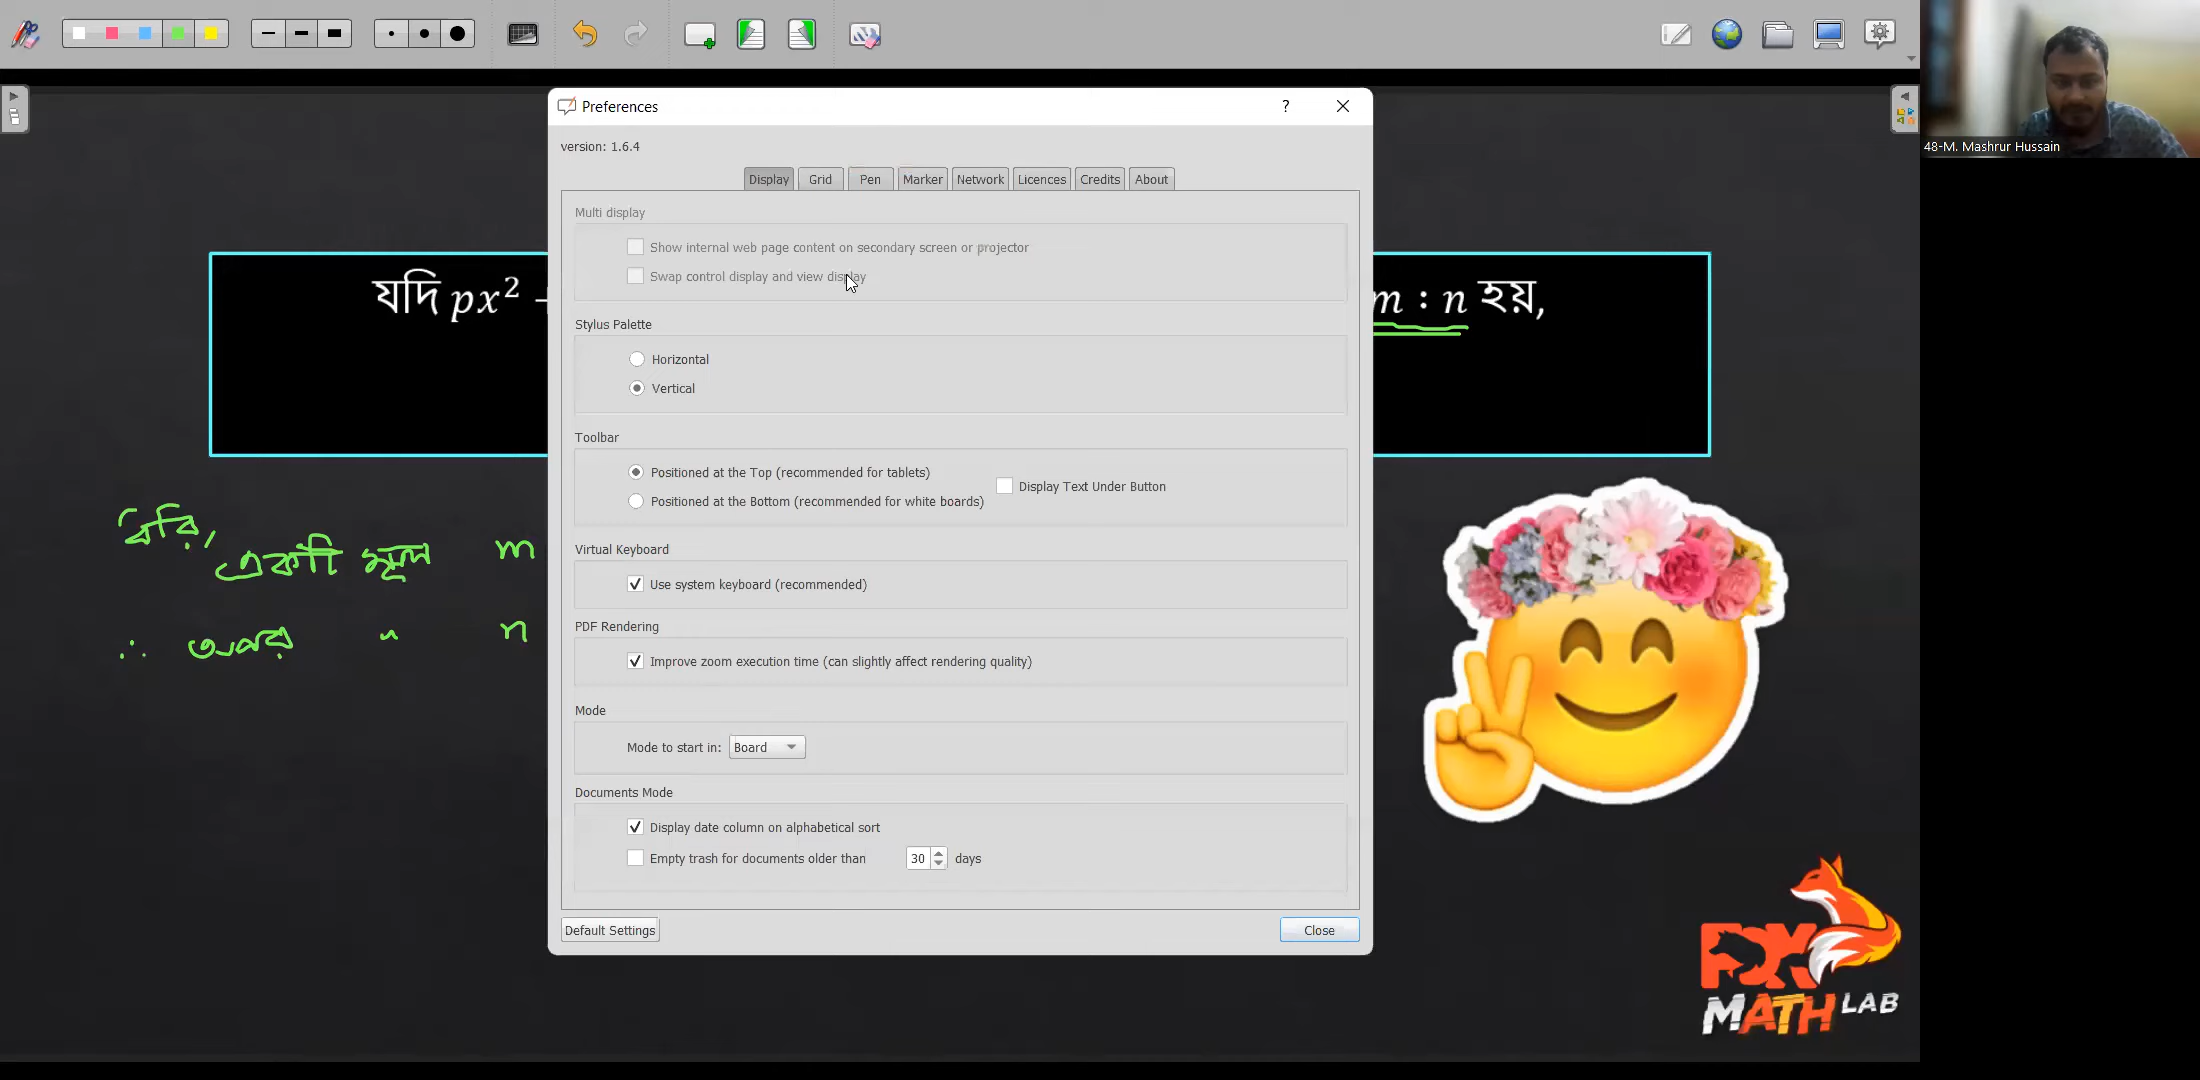 48-M. Mashrur Hussain
Preferences
?
version: 1.6.4
Display Grid Pen Marker Network Licences Credits About
Multi display
Show internal web page content on secondary screen or projector
Swap control display and view display
Stylus Palette
Horizontal
Vertical
Toolbar
Positioned at the Top (recommended for tablets)
Display Text Under Button
Positioned at the Bottom (recommended for white boards)
Virtual Keyboard
Use system keyboard (recommended)
PDF Rendering
Improve zoom execution time (can slightly affect rendering quality)
Mode
Mode to start in: Board
Documents Mode
Display date column on alphabetical sort
Empty trash for documents older than 30 days
Default Settings Close
যদি px² m : n হয়,
ধরি, একটি মূল m
∴ অপর " n
FOX
MATH LAB